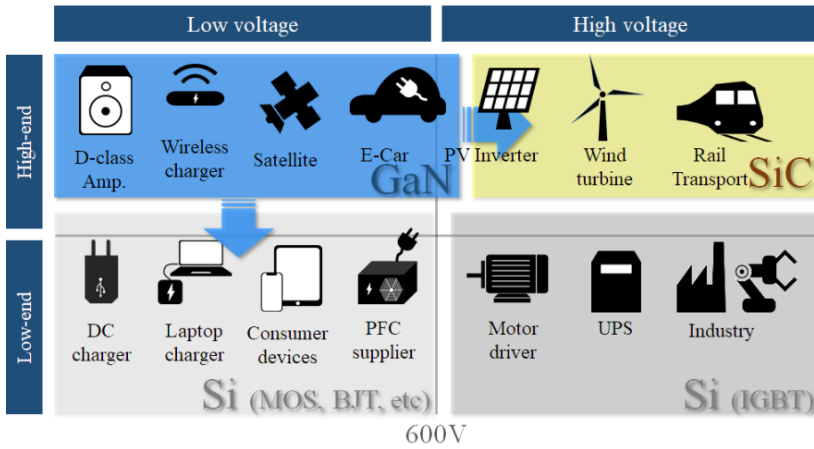 Low voltage
High voltage
High-end
D-class
Amp.
Wireless
charger
Satellite
E-Car
GaN
PV Inverter
Wind
turbine
Rail
Transport
SiC
Low-end
DC
charger
Laptop
charger
Consumer
devices
PFC
supplier
Si (MOS, BJT, etc)
Motor
driver
UPS
Industry
Si (IGBT)
600V